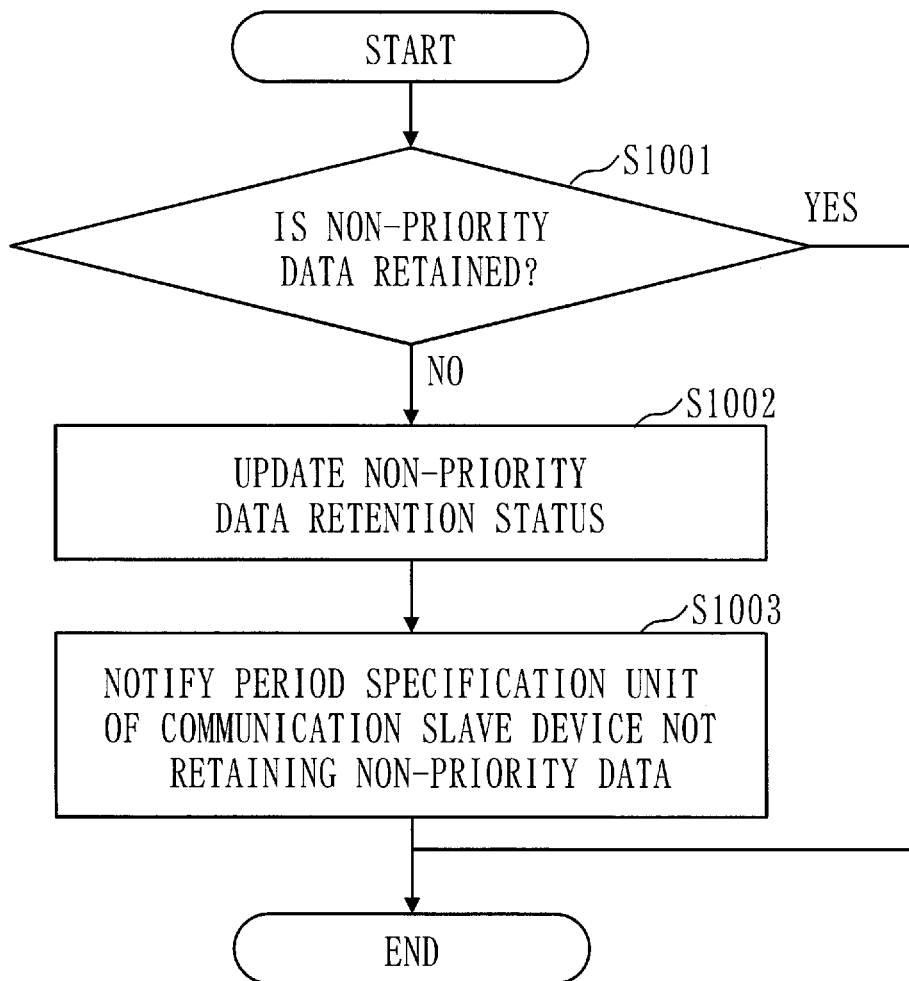 START
S1001
YES
IS NON-PRIORITY
DATA RETAINED?
NO
S1002
UPDATE NON-PRIORITY
DATA RETENTION STATUS
S1003
NOTIFY PERIOD SPECIFICATION UNIT
OF COMMUNICATION SLAVE DEVICE NOT
RETAINING NON-PRIORITY DATA
END